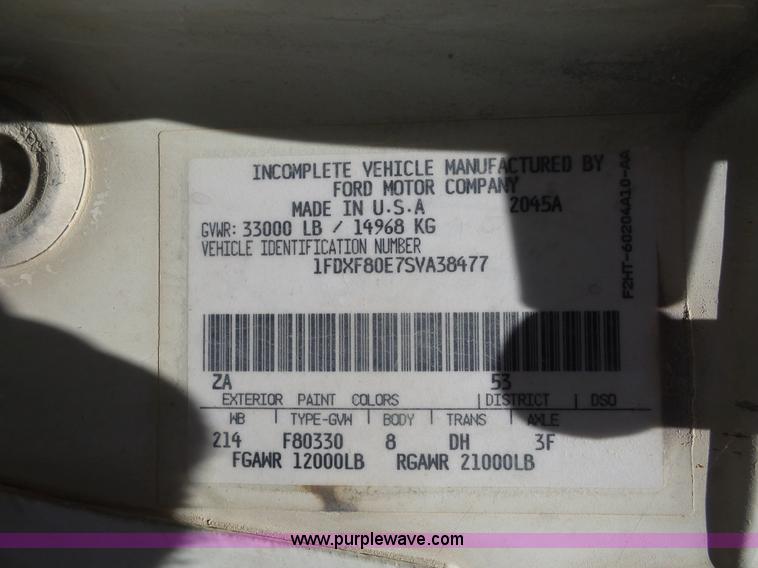 INCOMPLETE VEHICLE MANUFACTURED BY
FORD MOTOR COMPANY
MADE IN U.S.A 2045A
GVWR: 33000 LB / 14968 KG
VEHICLE IDENTIFICATION NUMBER
1FDXF80E7SVA38477
F2HT-60204A10-AA
ZA 53
EXTERIOR PAINT COLORS | DISTRICT | DSO
WB | TYPE-GVW | BODY | TRANS | AXLE
214 F80330 8 DH 3F
FGAWR 12000LB RGAWR 21000LB
www.purplewave.com